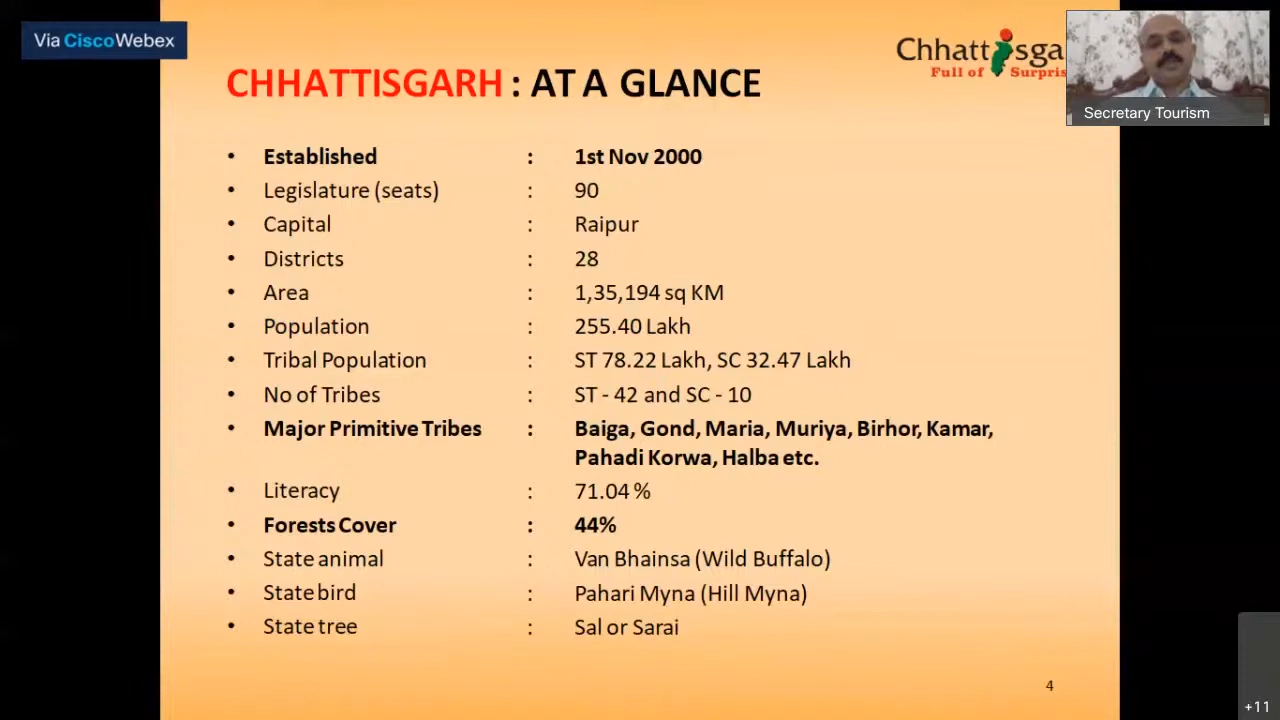 Via Cisco Webex
Chhattisga
Full of Surpris
Secretary Tourism
CHHATTISGARH : AT A GLANCE
• Established : 1st Nov 2000
• Legislature (seats) : 90
• Capital : Raipur
• Districts : 28
• Area : 1,35,194 sq KM
• Population : 255.40 Lakh
• Tribal Population : ST 78.22 Lakh, SC 32.47 Lakh
• No of Tribes : ST - 42 and SC - 10
• Major Primitive Tribes : Baiga, Gond, Maria, Muriya, Birhor, Kamar,
Pahadi Korwa, Halba etc.
• Literacy : 71.04 %
• Forests Cover : 44%
• State animal : Van Bhainsa (Wild Buffalo)
• State bird : Pahari Myna (Hill Myna)
• State tree : Sal or Sarai
4
+11